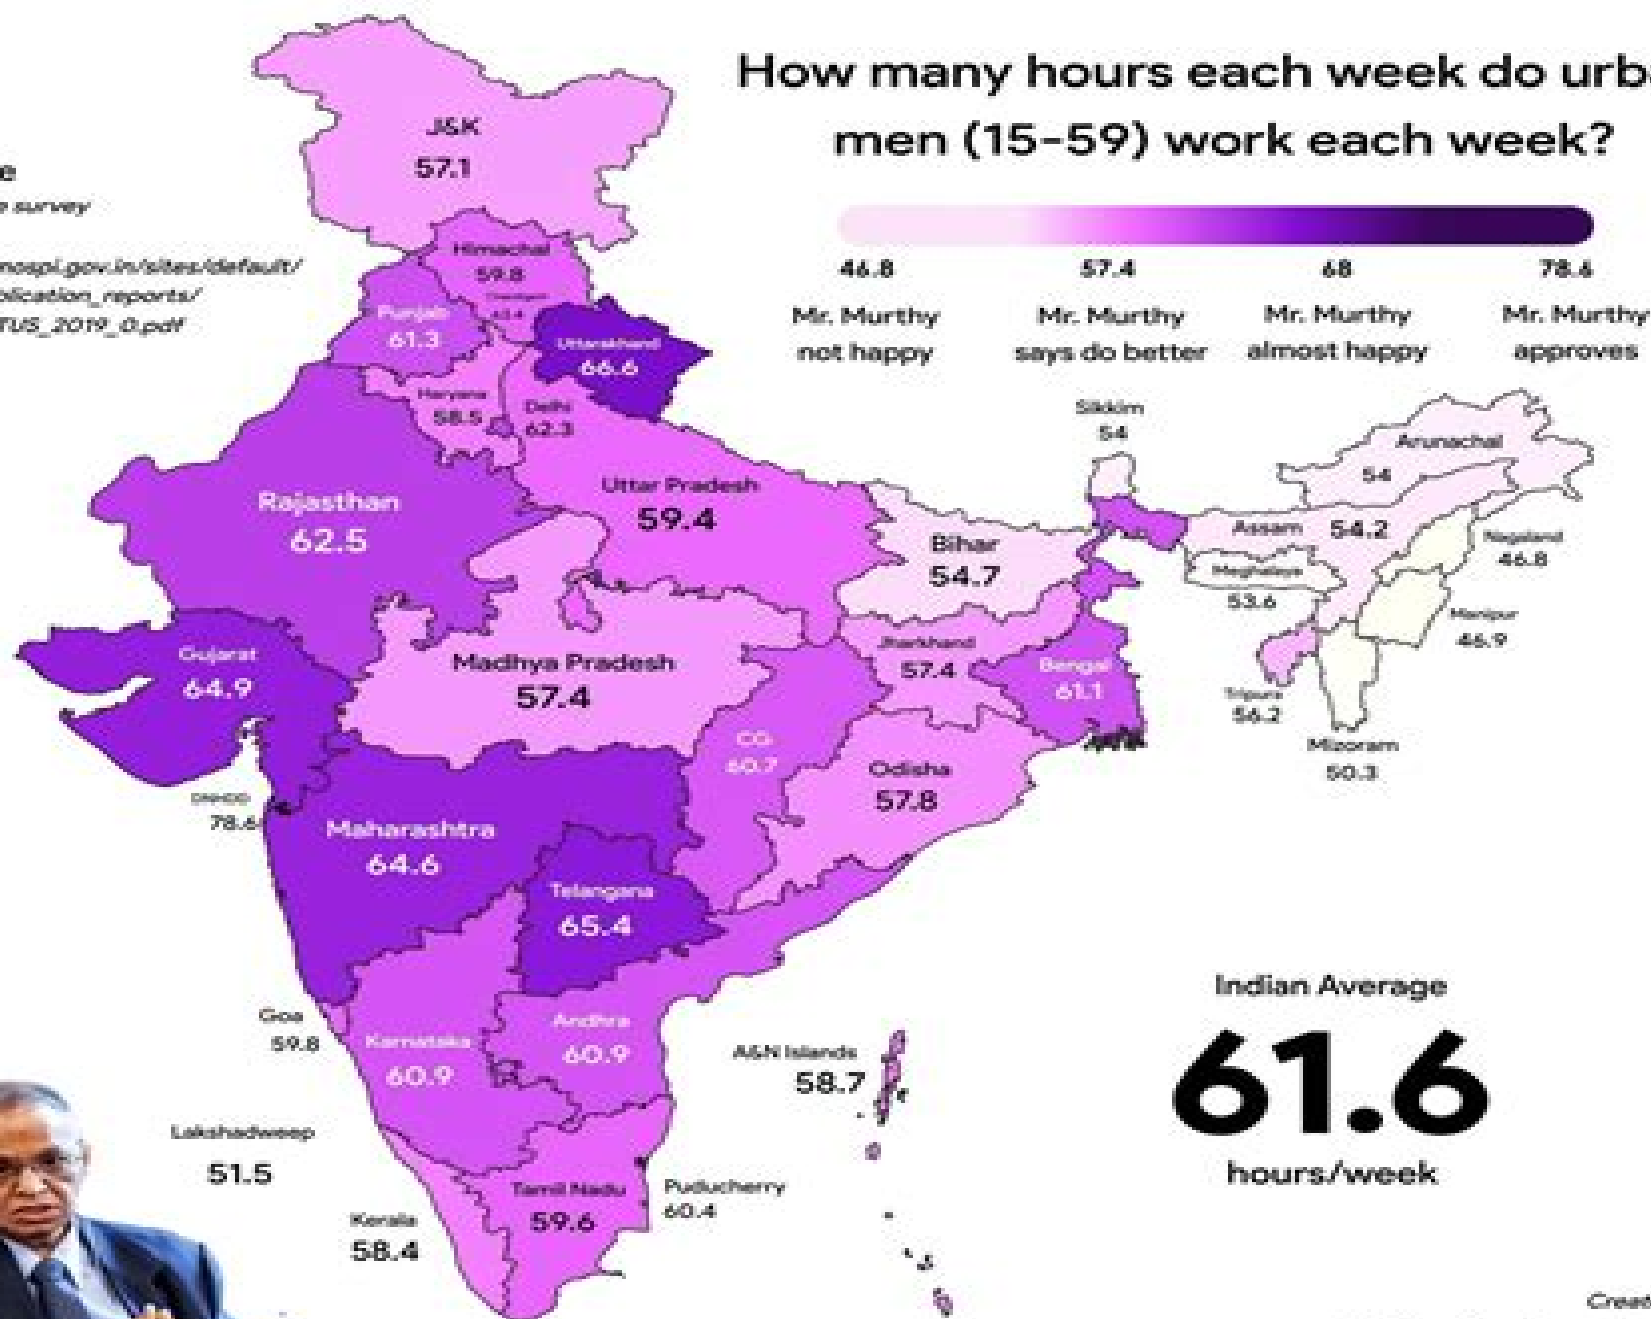 How many hours each week do urb
men (15-59) work each week?
46.8 57.4 68 78.6
Mr. Murthy Mr. Murthy Mr. Murthy Mr. Murthy
not happy says do better almost happy approves
e
e survey
mospi.gov.in/sites/default/
blication_reports/
TUS_2019_0.pdf
J&K
57.1
Himachal
59.8
Punjab
61.3
Uttarakhand
66.6
Haryana
58.5
Delhi
62.3
Rajasthan
62.5
Uttar Pradesh
59.4
Bihar
54.7
Sikkim
54
Arunachal
54
Assam 54.2
Nagaland
46.8
Meghalaya
53.6
Manipur
46.9
Tripura
56.2
Mizoram
50.3
Gujarat
64.9
Madhya Pradesh
57.4
Jharkhand
57.4
Bengal
61.1
CG
60.7
Odisha
57.8
DNHDD
78.6
Maharashtra
64.6
Telangana
65.4
Goa
59.8
Karnataka
60.9
Andhra
60.9
A&N Islands
58.7
Lakshadweep
51.5
Kerala
58.4
Tamil Nadu
59.6
Puducherry
60.4
Indian Average
61.6
hours/week
Creat